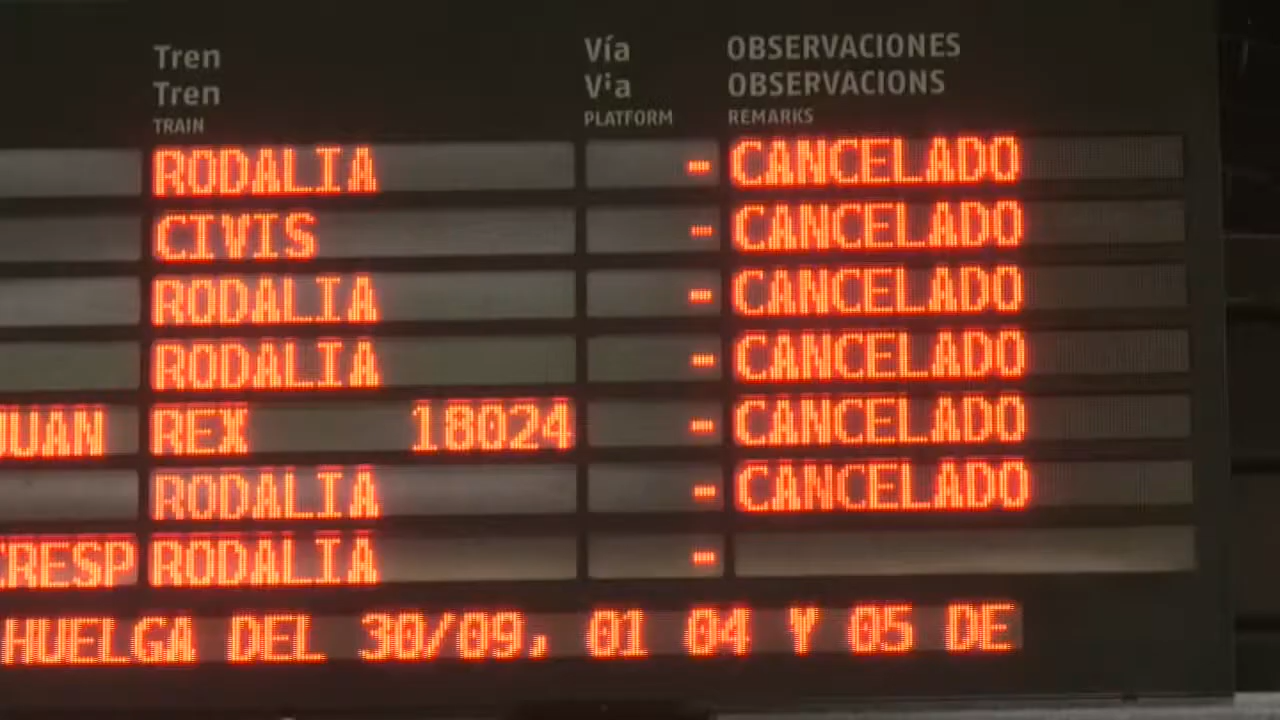 Tren Vía OBSERVACIONES
Tren Via OBSERVACIONS
TRAIN PLATFORM REMARKS
RODALIA - CANCELADO
CIVIS - CANCELADO
RODALIA - CANCELADO
RODALIA - CANCELADO
JUAN REX 18024 - CANCELADO
RODALIA - CANCELADO
CRESP RODALIA -
HUELGA DEL 30/09, 01 04 Y 05 DE